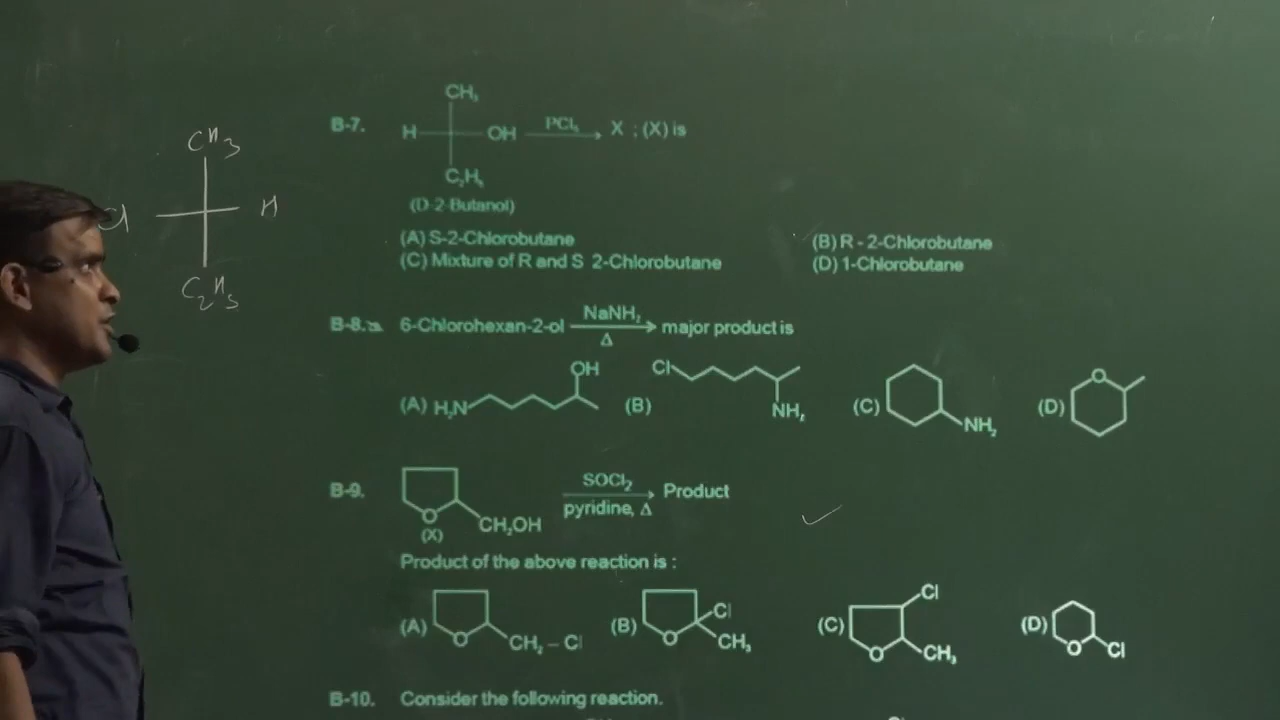 CH3
Cl H
C2H5
CH3
B-7. H OH PCl5 X ; (X) is
C2H5
(D-2-Butanol)
(A) S-2-Chlorobutane (B) R - 2-Chlorobutane
(C) Mixture of R and S 2-Chlorobutane (D) 1-Chlorobutane
B-8. 6-Chlorohexan-2-ol NaNH2 Δ major product is
(A) H2N OH (B) Cl NH2 (C) NH2 (D) O
B-9. O CH2OH (X) SOCl2 pyridine, Δ Product
Product of the above reaction is :
(A) O CH2 – Cl (B) O Cl CH3 (C) O Cl CH3 (D) O Cl
B-10. Consider the following reaction.